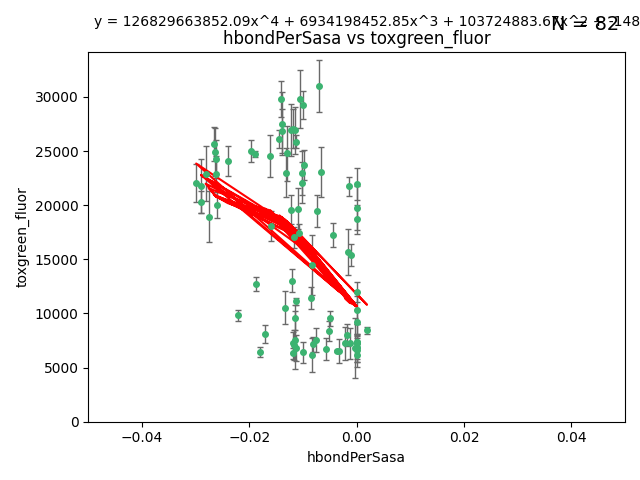 y = 126829663852.09x^4 + 6934198452.85x^3 + 103724883.67x^2 + -148
N = 82
hbondPerSasa vs toxgreen_fluor
30000
25000
20000
15000
10000
5000
0
toxgreen_fluor
−0.04 −0.02 0.00 0.02 0.04
hbondPerSasa